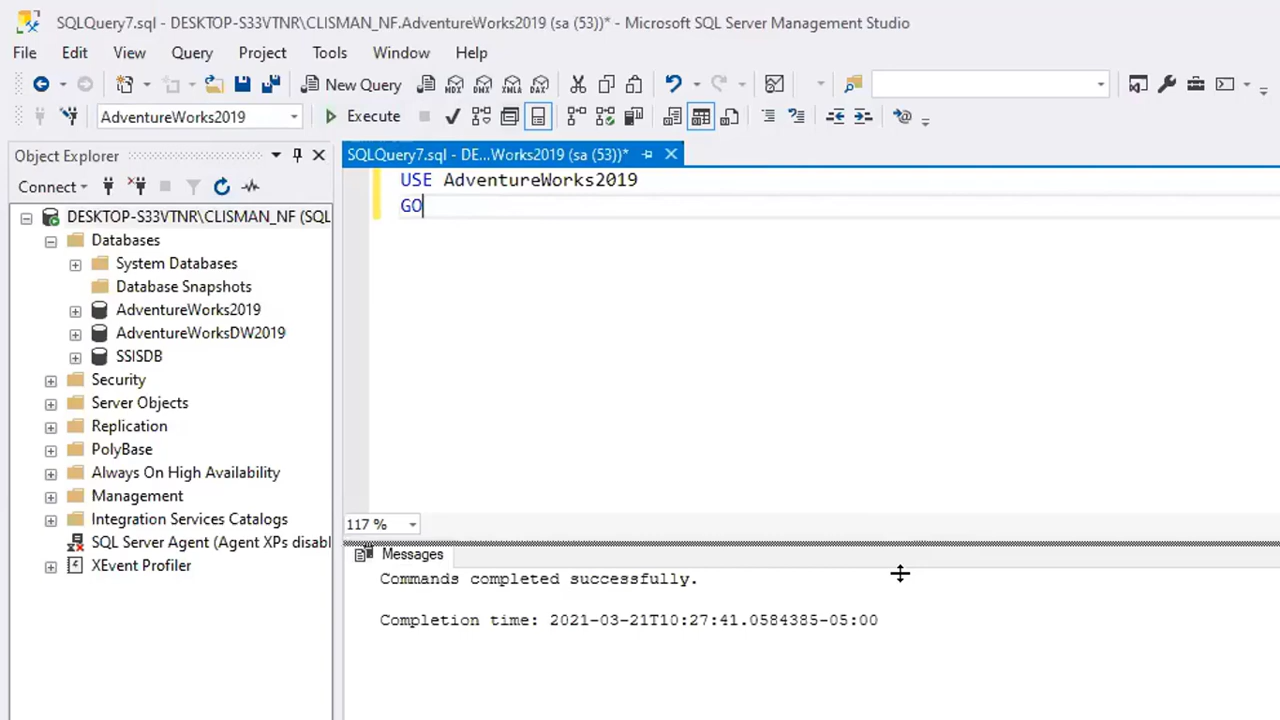 SQLQuery7.sql - DESKTOP-S33VTNR\CLISMAN_NF.AdventureWorks2019 (sa (53))* - Microsoft SQL Server Management Studio
File Edit View Query Project Tools Window Help
New Query MDX DMX XMLA DAX
AdventureWorks2019 Execute
Object Explorer
SQLQuery7.sql - DE...Works2019 (sa (53))*
Connect
USE AdventureWorks2019
GO
DESKTOP-S33VTNR\CLISMAN_NF (SQL
Databases
System Databases
Database Snapshots
AdventureWorks2019
AdventureWorksDW2019
SSISDB
Security
Server Objects
Replication
PolyBase
Always On High Availability
Management
Integration Services Catalogs
SQL Server Agent (Agent XPs disabl
XEvent Profiler
117 %
Messages
Commands completed successfully.
Completion time: 2021-03-21T10:27:41.0584385-05:00